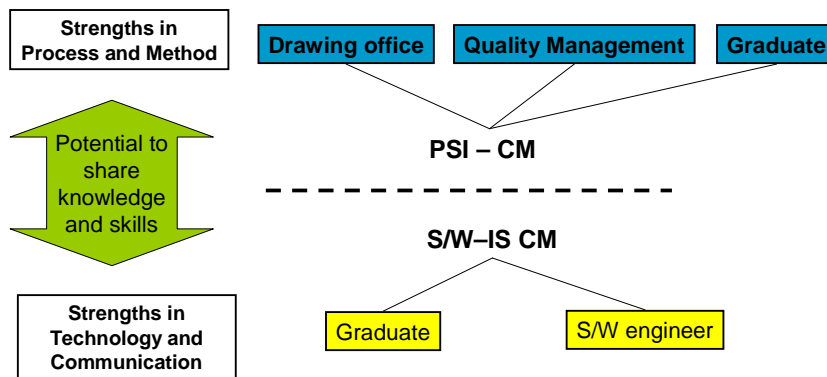 Strengths in
Process and Method
Drawing office
Quality Management
Graduate
Potential to
share
knowledge
and skills
PSI – CM
S/W–IS CM
Strengths in
Technology and
Communication
Graduate
S/W engineer